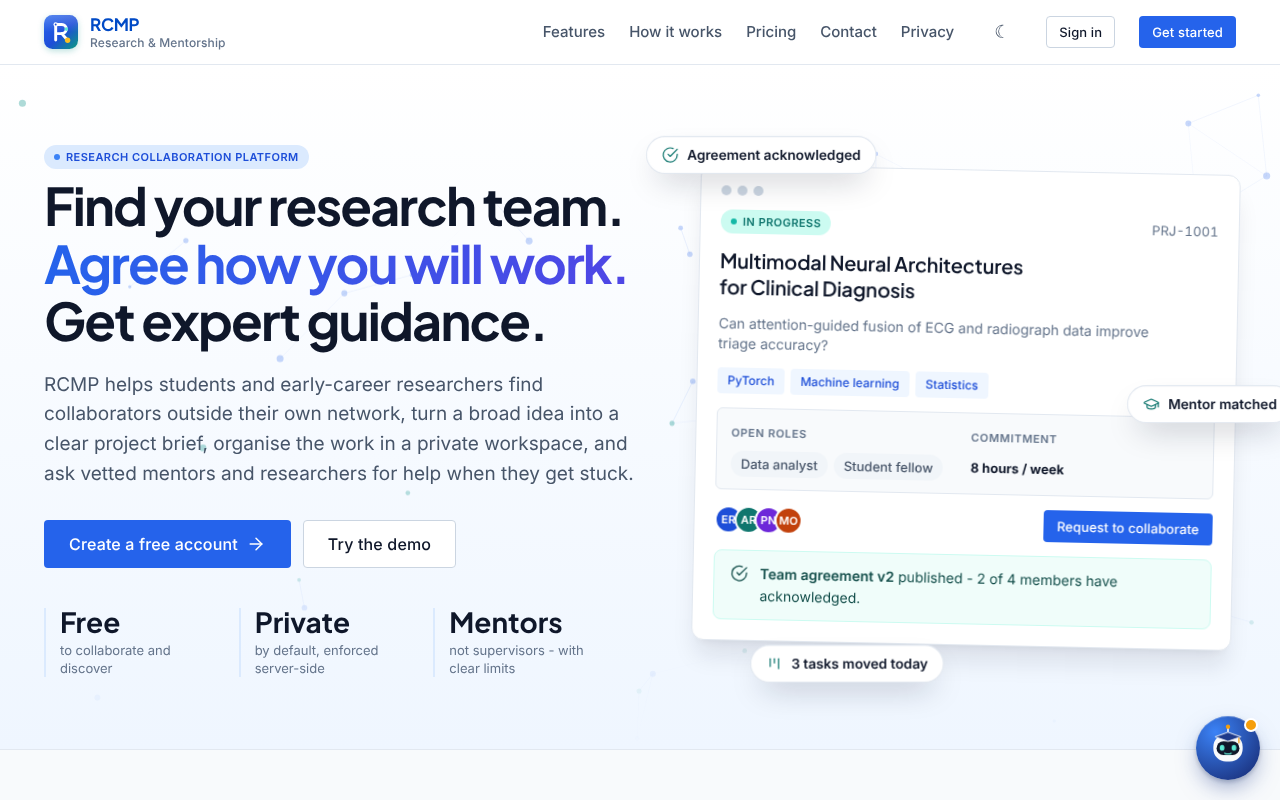 RCMP
Research & Mentorship
Features
How it works
Pricing
Contact
Privacy
Sign in
Get started
RESEARCH COLLABORATION PLATFORM
Find your research team.
Agree how you will work.
Get expert guidance.
RCMP helps students and early-career researchers find
collaborators outside their own network, turn a broad idea into a
clear project brief, organise the work in a private workspace, and
ask vetted mentors and researchers for help when they get stuck.
Create a free account
Try the demo
Free
to collaborate and
discover
Private
by default, enforced
server-side
Mentors
not supervisors - with
clear limits
Agreement acknowledged
IN PROGRESS
PRJ-1001
Multimodal Neural Architectures
for Clinical Diagnosis
Can attention-guided fusion of ECG and radiograph data improve
triage accuracy?
PyTorch
Machine learning
Statistics
Mentor matched
OPEN ROLES
Data analyst
Student fellow
COMMITMENT
8 hours / week
ER
AR
PN
MO
Request to collaborate
Team agreement v2 published - 2 of 4 members have
acknowledged.
3 tasks moved today